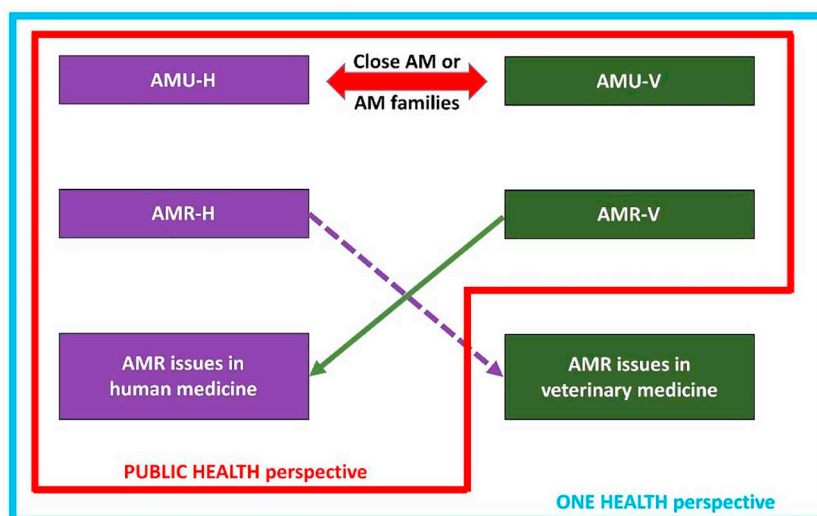 AMU-H
Close AM or
AM families
AMU-V
AMR-H
AMR-V
AMR issues in
human medicine
AMR issues in
veterinary medicine
PUBLIC HEALTH perspective
ONE HEALTH perspective